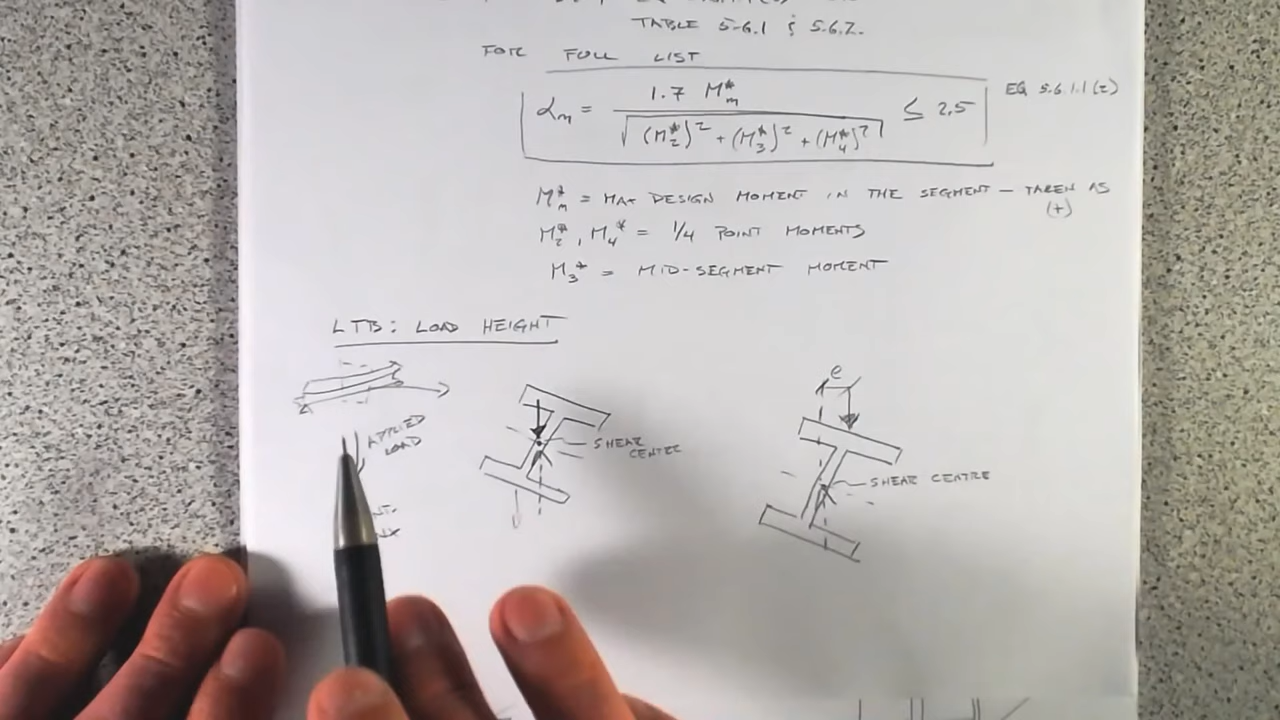 TABLE 5.6.1 & 5.6.2.
FOR FULL LIST
αm = 1.7 M*m / √((M*2)² + (M*3)² + (M*4)²) ≤ 2.5
EQ 5.6.1.1(2)
M*m = MAX DESIGN MOMENT IN THE SEGMENT – TAKEN AS (+)
M*2, M*4 = 1/4 POINT MOMENTS
M*3 = MID-SEGMENT MOMENT
LTB: LOAD HEIGHT
APPLIED
LOAD
SHEAR
CENTRE
e
SHEAR CENTRE